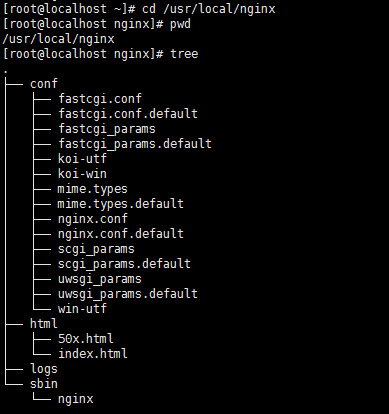 [root@localhost ~]# cd /usr/local/nginx
[root@localhost nginx]# pwd
/usr/local/nginx
[root@localhost nginx]# tree
.
├── conf
│   ├── fastcgi.conf
│   ├── fastcgi.conf.default
│   ├── fastcgi_params
│   ├── fastcgi_params.default
│   ├── koi-utf
│   ├── koi-win
│   ├── mime.types
│   ├── mime.types.default
│   ├── nginx.conf
│   ├── nginx.conf.default
│   ├── scgi_params
│   ├── scgi_params.default
│   ├── uwsgi_params
│   ├── uwsgi_params.default
│   └── win-utf
├── html
│   ├── 50x.html
│   └── index.html
├── logs
└── sbin
    └── nginx